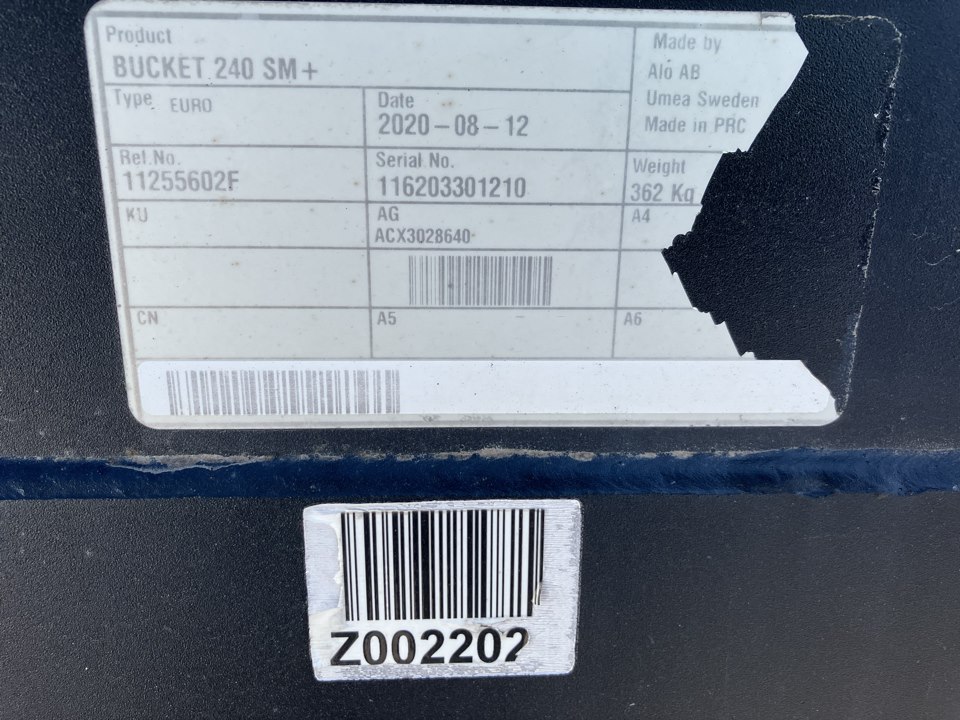 Product
BUCKET 240 SM+
Made by
Alo AB
Umea Sweden
Made in PRC
Type EURO
Date
2020-08-12
Ref.No.
11255602F
Serial No.
116203301210
Weight
362 Kg
KU
AG
ACX3028640
A4
CN
A5
A6
Z002202